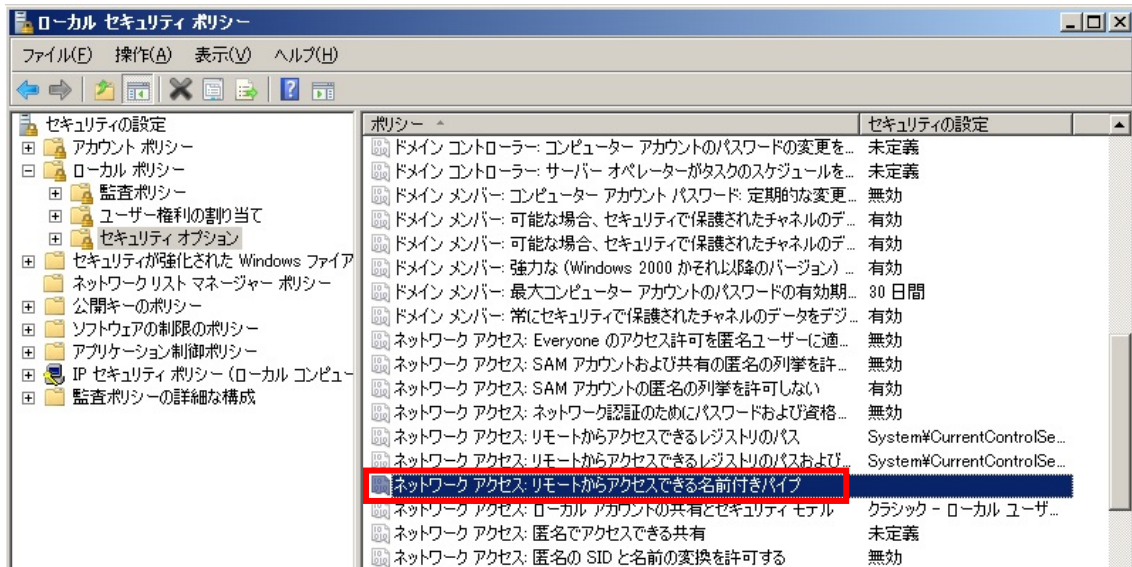 ローカル セキュリティ ポリシー
ファイル(F) 操作(A) 表示(V) ヘルプ(H)
セキュリティの設定
アカウント ポリシー
ローカル ポリシー
監査ポリシー
ユーザー権利の割り当て
セキュリティ オプション
セキュリティが強化された Windows ファイア
ネットワーク リスト マネージャー ポリシー
公開キーのポリシー
ソフトウェアの制限のポリシー
アプリケーション制御ポリシー
IP セキュリティ ポリシー (ローカル コンピュー
監査ポリシーの詳細な構成
ポリシー セキュリティの設定
ドメイン コントローラー: コンピューター アカウントのパスワードの変更を... 未定義
ドメイン コントローラー: サーバー オペレーターがタスクのスケジュールを... 未定義
ドメイン メンバー: コンピューター アカウント パスワード: 定期的な変更... 無効
ドメイン メンバー: 可能な場合、セキュリティで保護されたチャネルのデ... 有効
ドメイン メンバー: 可能な場合、セキュリティで保護されたチャネルのデ... 有効
ドメイン メンバー: 強力な (Windows 2000 かそれ以降のバージョン) ... 有効
ドメイン メンバー: 最大コンピューター アカウントのパスワードの有効期... 30 日間
ドメイン メンバー: 常にセキュリティで保護されたチャネルのデータをデジ... 有効
ネットワーク アクセス: Everyone のアクセス許可を匿名ユーザーに適... 無効
ネットワーク アクセス: SAM アカウントおよび共有の匿名の列挙を許... 無効
ネットワーク アクセス: SAM アカウントの匿名の列挙を許可しない 有効
ネットワーク アクセス: ネットワーク認証のためにパスワードおよび資格... 無効
ネットワーク アクセス: リモートからアクセスできるレジストリのパス System¥CurrentControlSe...
ネットワーク アクセス: リモートからアクセスできるレジストリのパスおよび... System¥CurrentControlSe...
ネットワーク アクセス: リモートからアクセスできる名前付きパイプ
ネットワーク アクセス: ローカル アカウントの共有とセキュリティ モデル クラシック - ローカル ユーザ...
ネットワーク アクセス: 匿名でアクセスできる共有 未定義
ネットワーク アクセス: 匿名の SID と名前の変換を許可する 無効